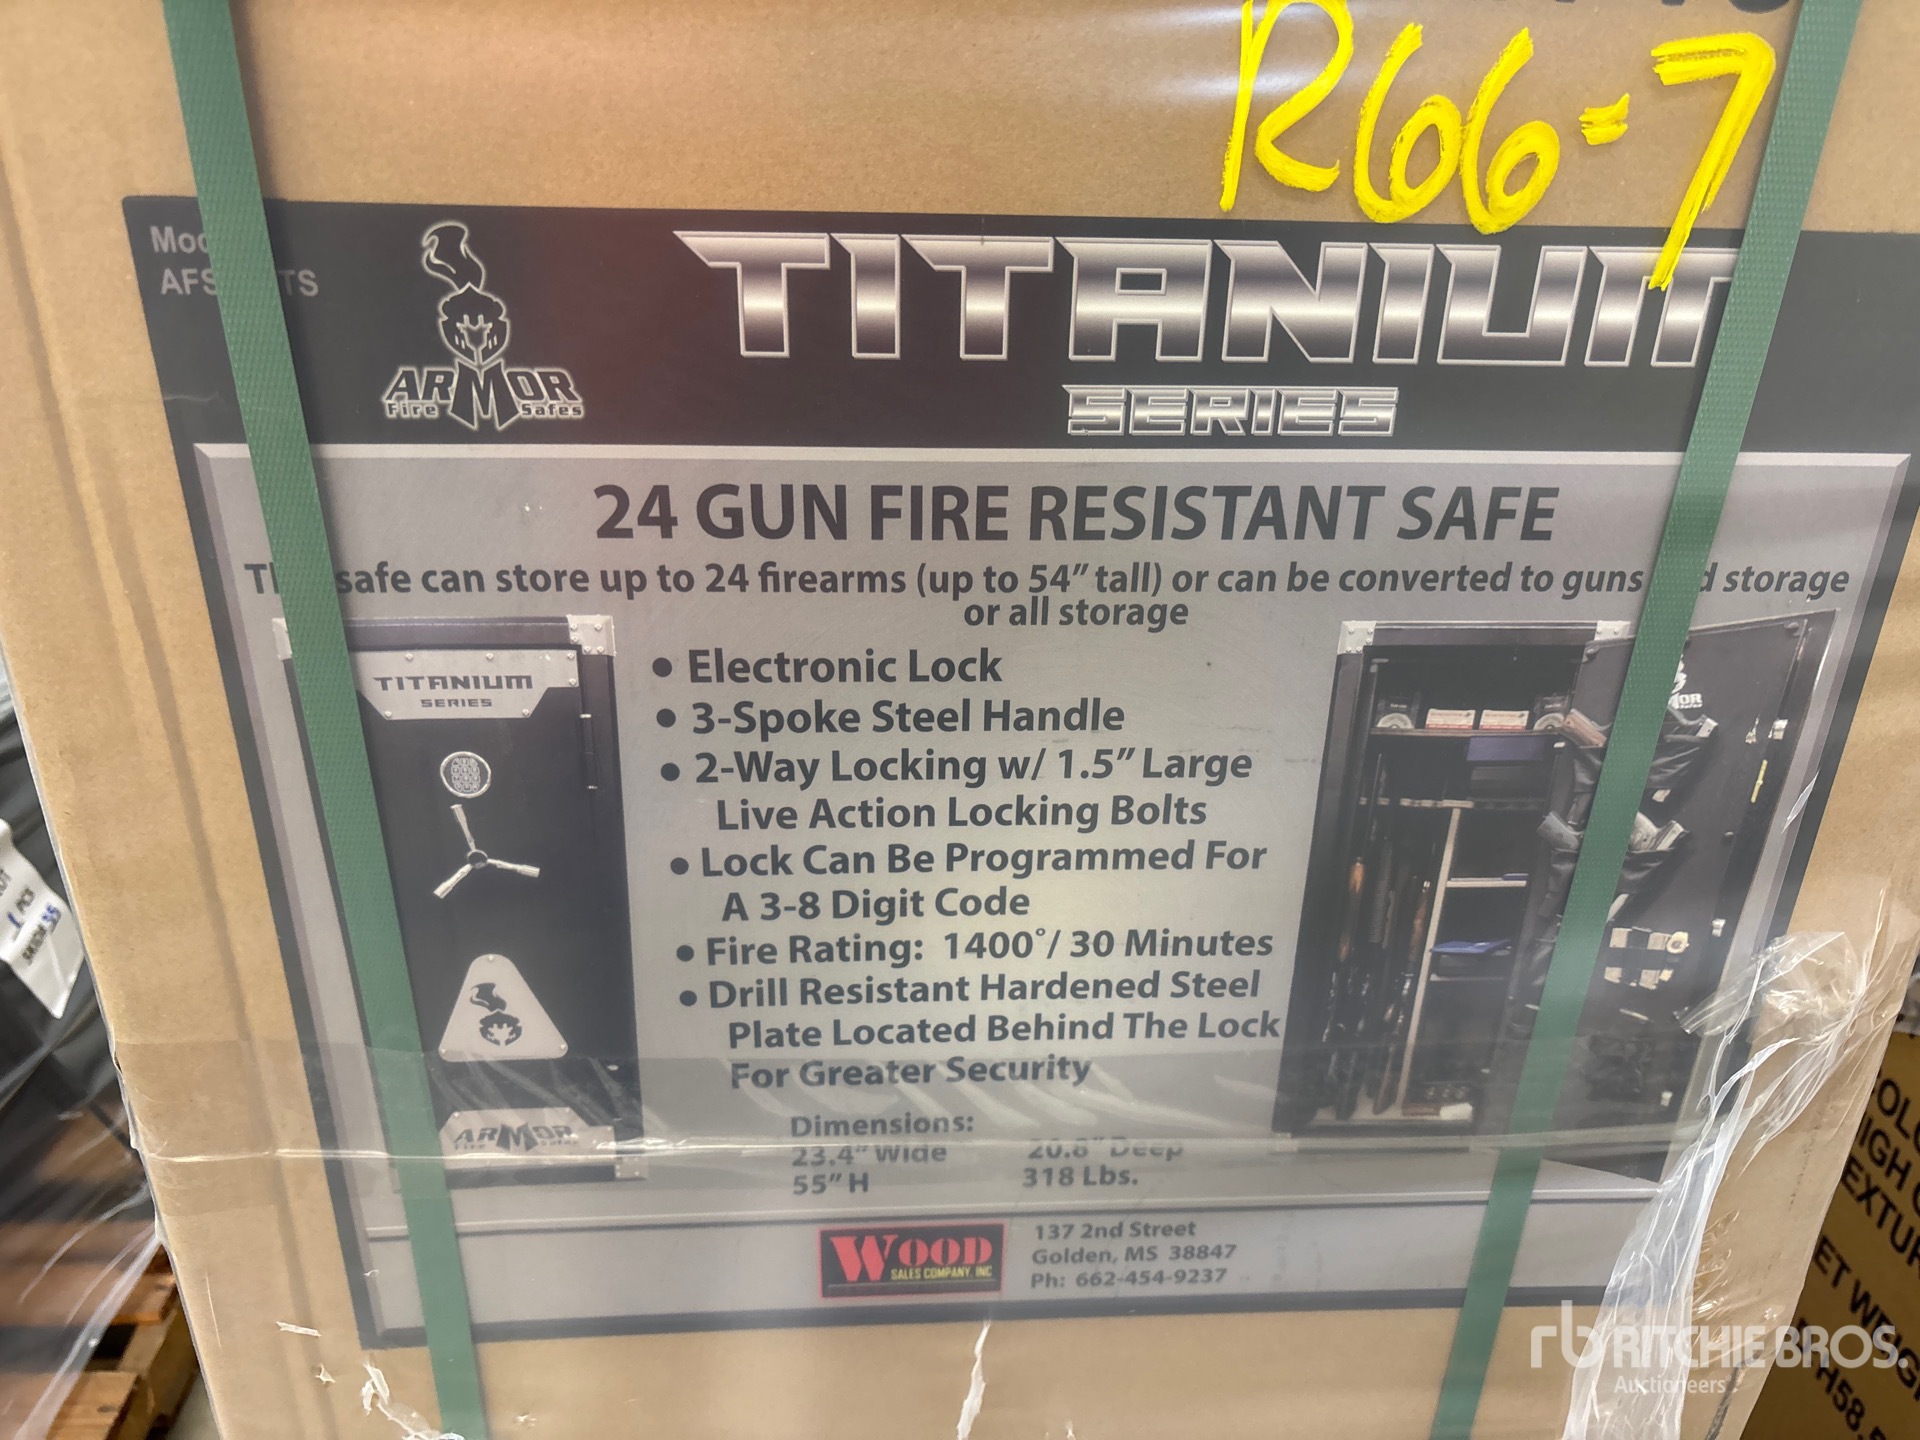 R66-7
TITANIUM
SERIES
ARMOR
Fire Safes
24 GUN FIRE RESISTANT SAFE
safe can store up to 24 firearms (up to 54" tall) or can be converted to guns storage
or all storage
• Electronic Lock
• 3-Spoke Steel Handle
• 2-Way Locking w/ 1.5" Large
Live Action Locking Bolts
• Lock Can Be Programmed For
A 3-8 Digit Code
• Fire Rating: 1400°/ 30 Minutes
• Drill Resistant Hardened Steel
Plate Located Behind The Lock
For Greater Security
TITANIUM
SERIES
ARMOR
Dimensions:
23.4" Wide 20.8" Deep
55" H 318 Lbs.
WOOD
SALES COMPANY, INC
137 2nd Street
Golden, MS 38847
Ph: 662-454-9237
1 PCS
rb RITCHIE BROS.
Auctioneers